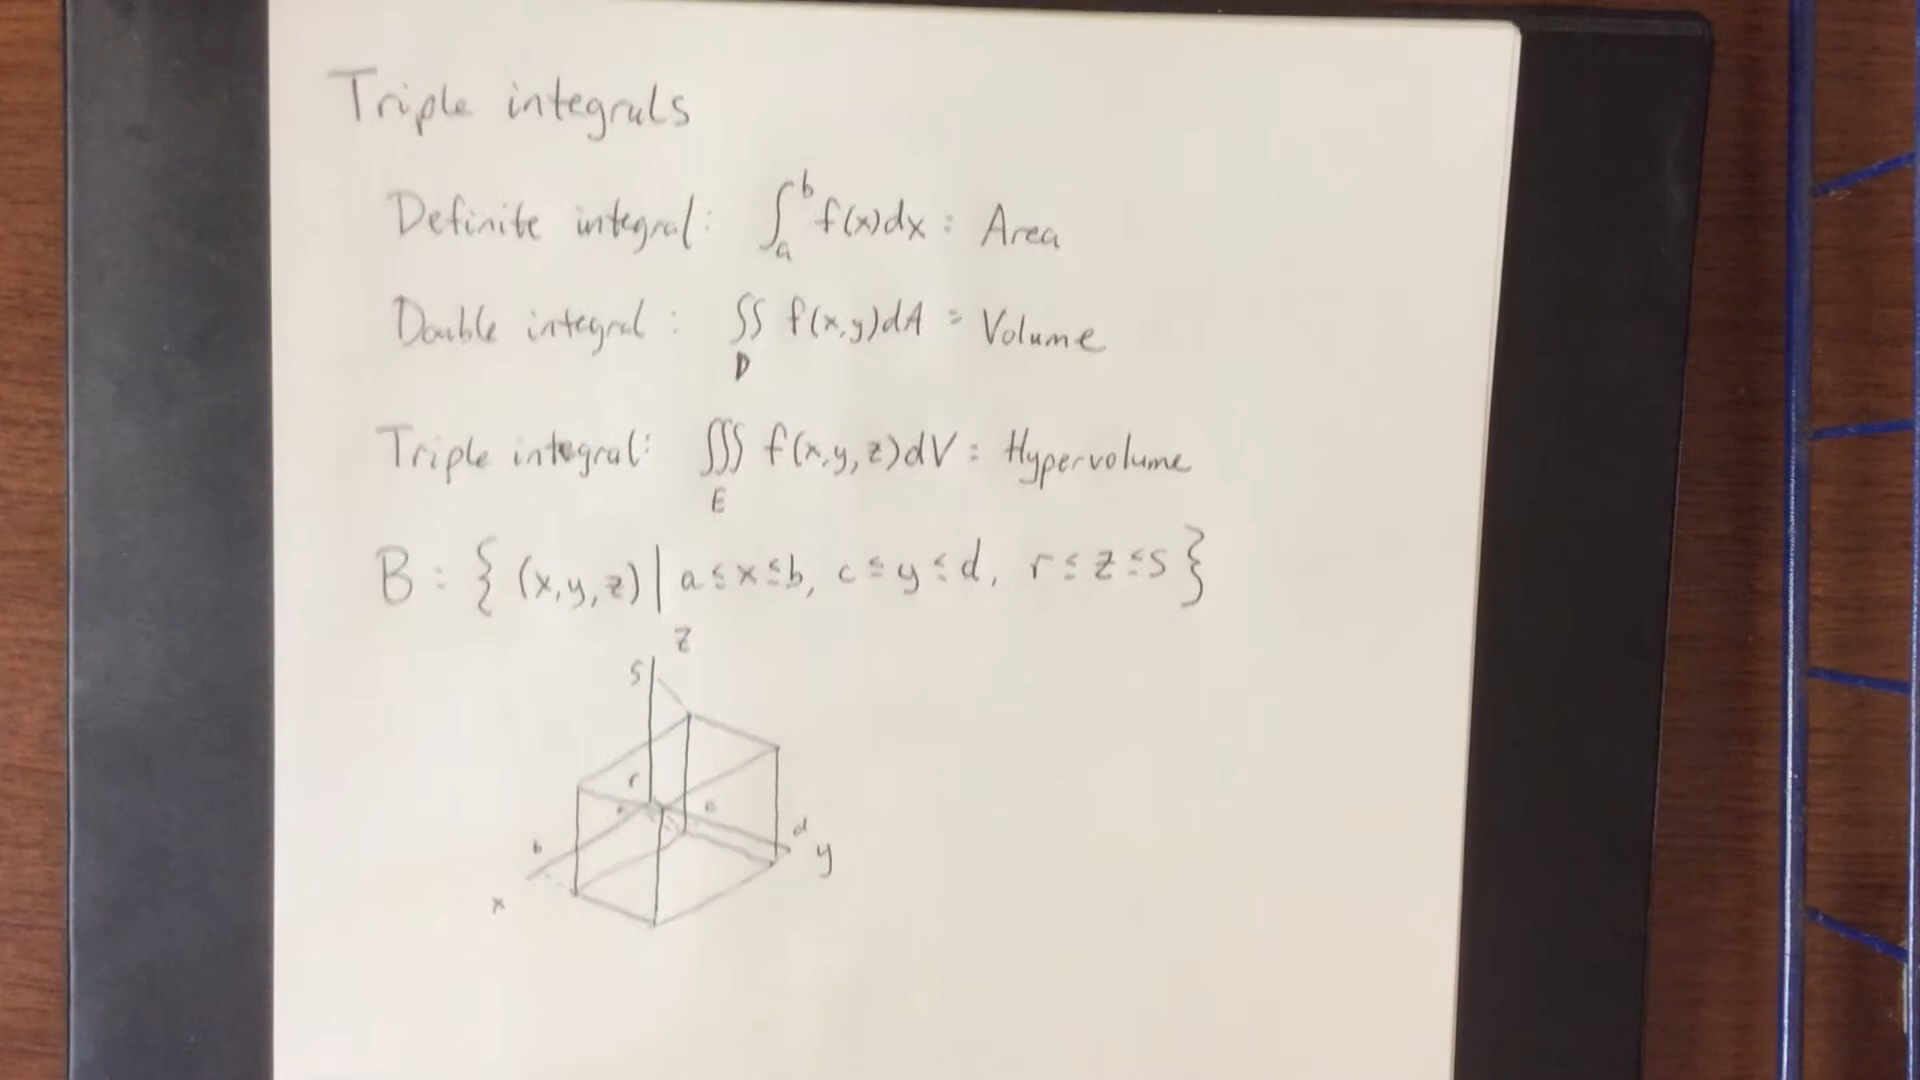 Triple integrals
Definite integral: ∫_a^b f(x)dx = Area
Double integral: ∬_D f(x,y)dA = Volume
Triple integral: ∭_E f(x,y,z)dV = Hypervolume
B = { (x,y,z) | a ≤ x ≤ b, c ≤ y ≤ d, r ≤ z ≤ s }
z
s
r
c
b
d
y
x